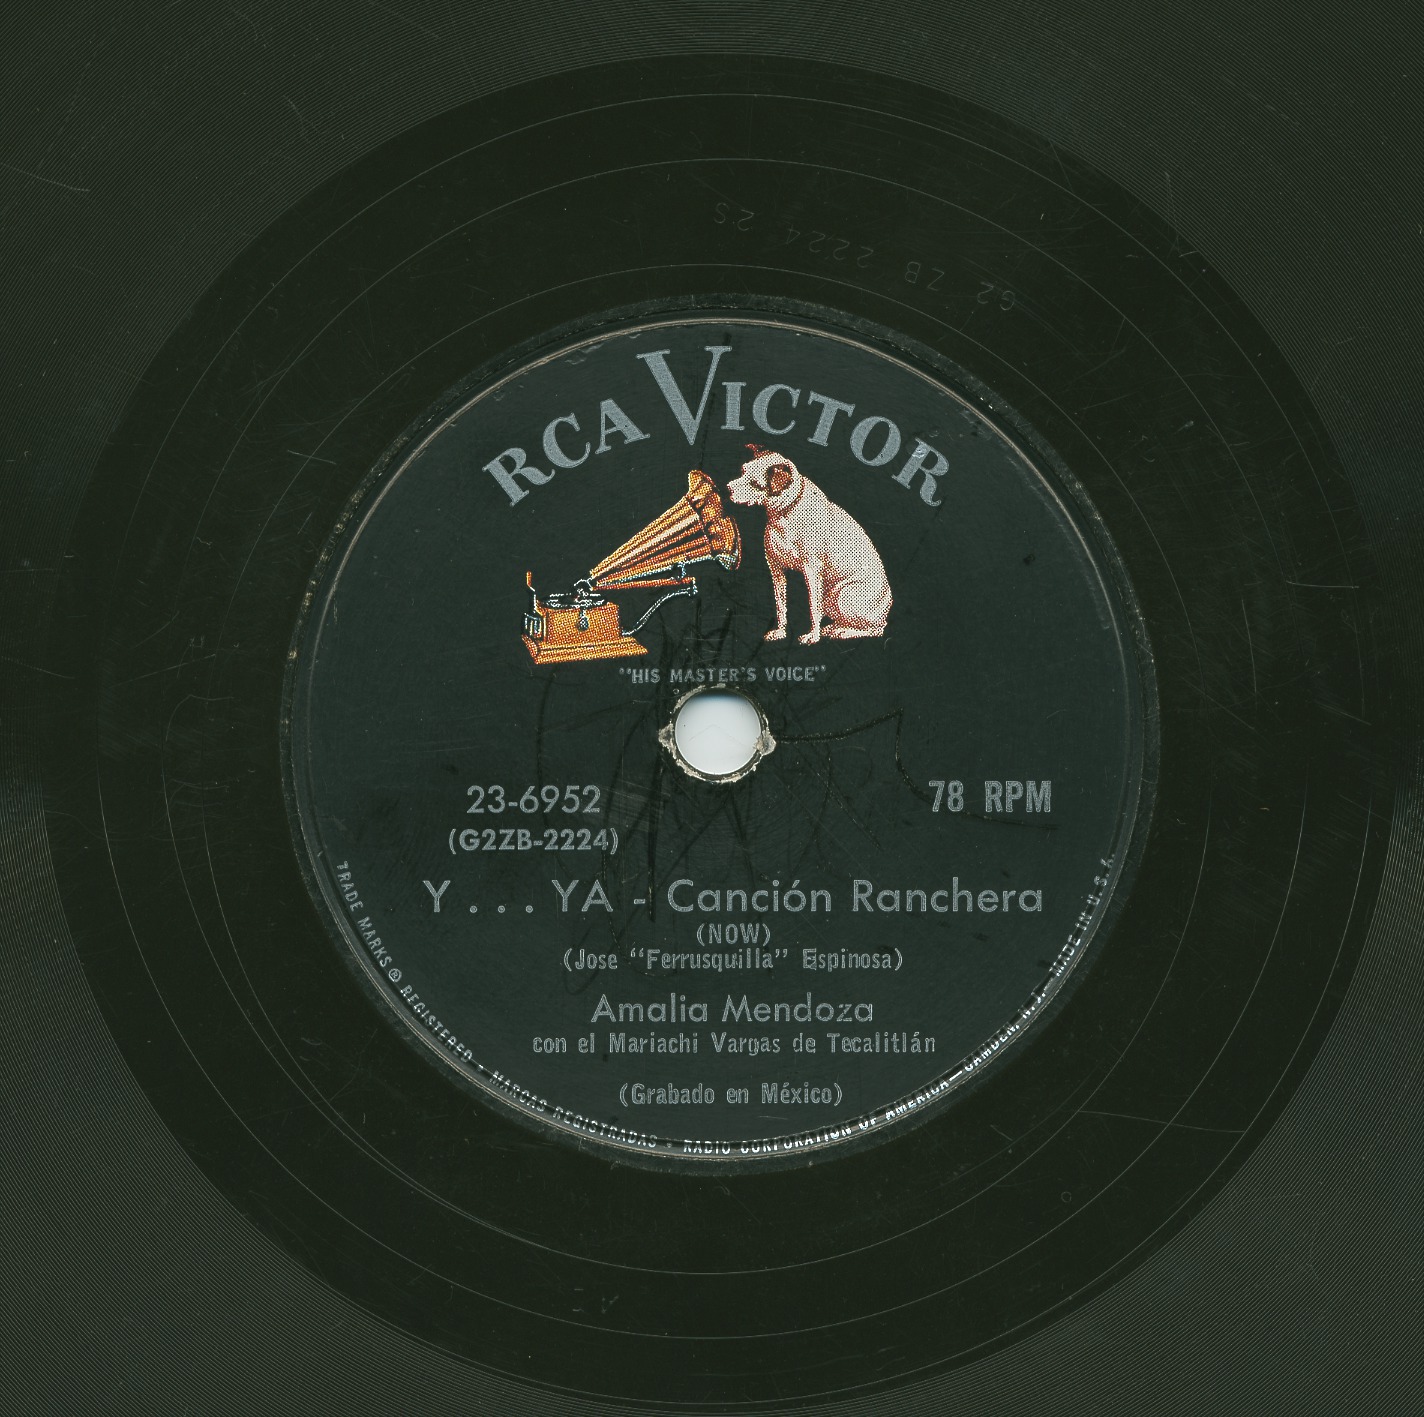 G2 ZB 2224 2S
RCA VICTOR
"HIS MASTER'S VOICE"
23-6952
78 RPM
(G2ZB-2224)
Y . . . YA - Canción Ranchera
(NOW)
(Jose "Ferrusquilla" Espinosa)
Amalia Mendoza
con el Mariachi Vargas de Tecalitlán
(Grabado en México)
TRADE MARKS ® REGISTERED • MARCAS REGISTRADAS • RADIO CORPORATION OF AMERICA—CAMDEN, N.J.—MADE IN U.S.A.